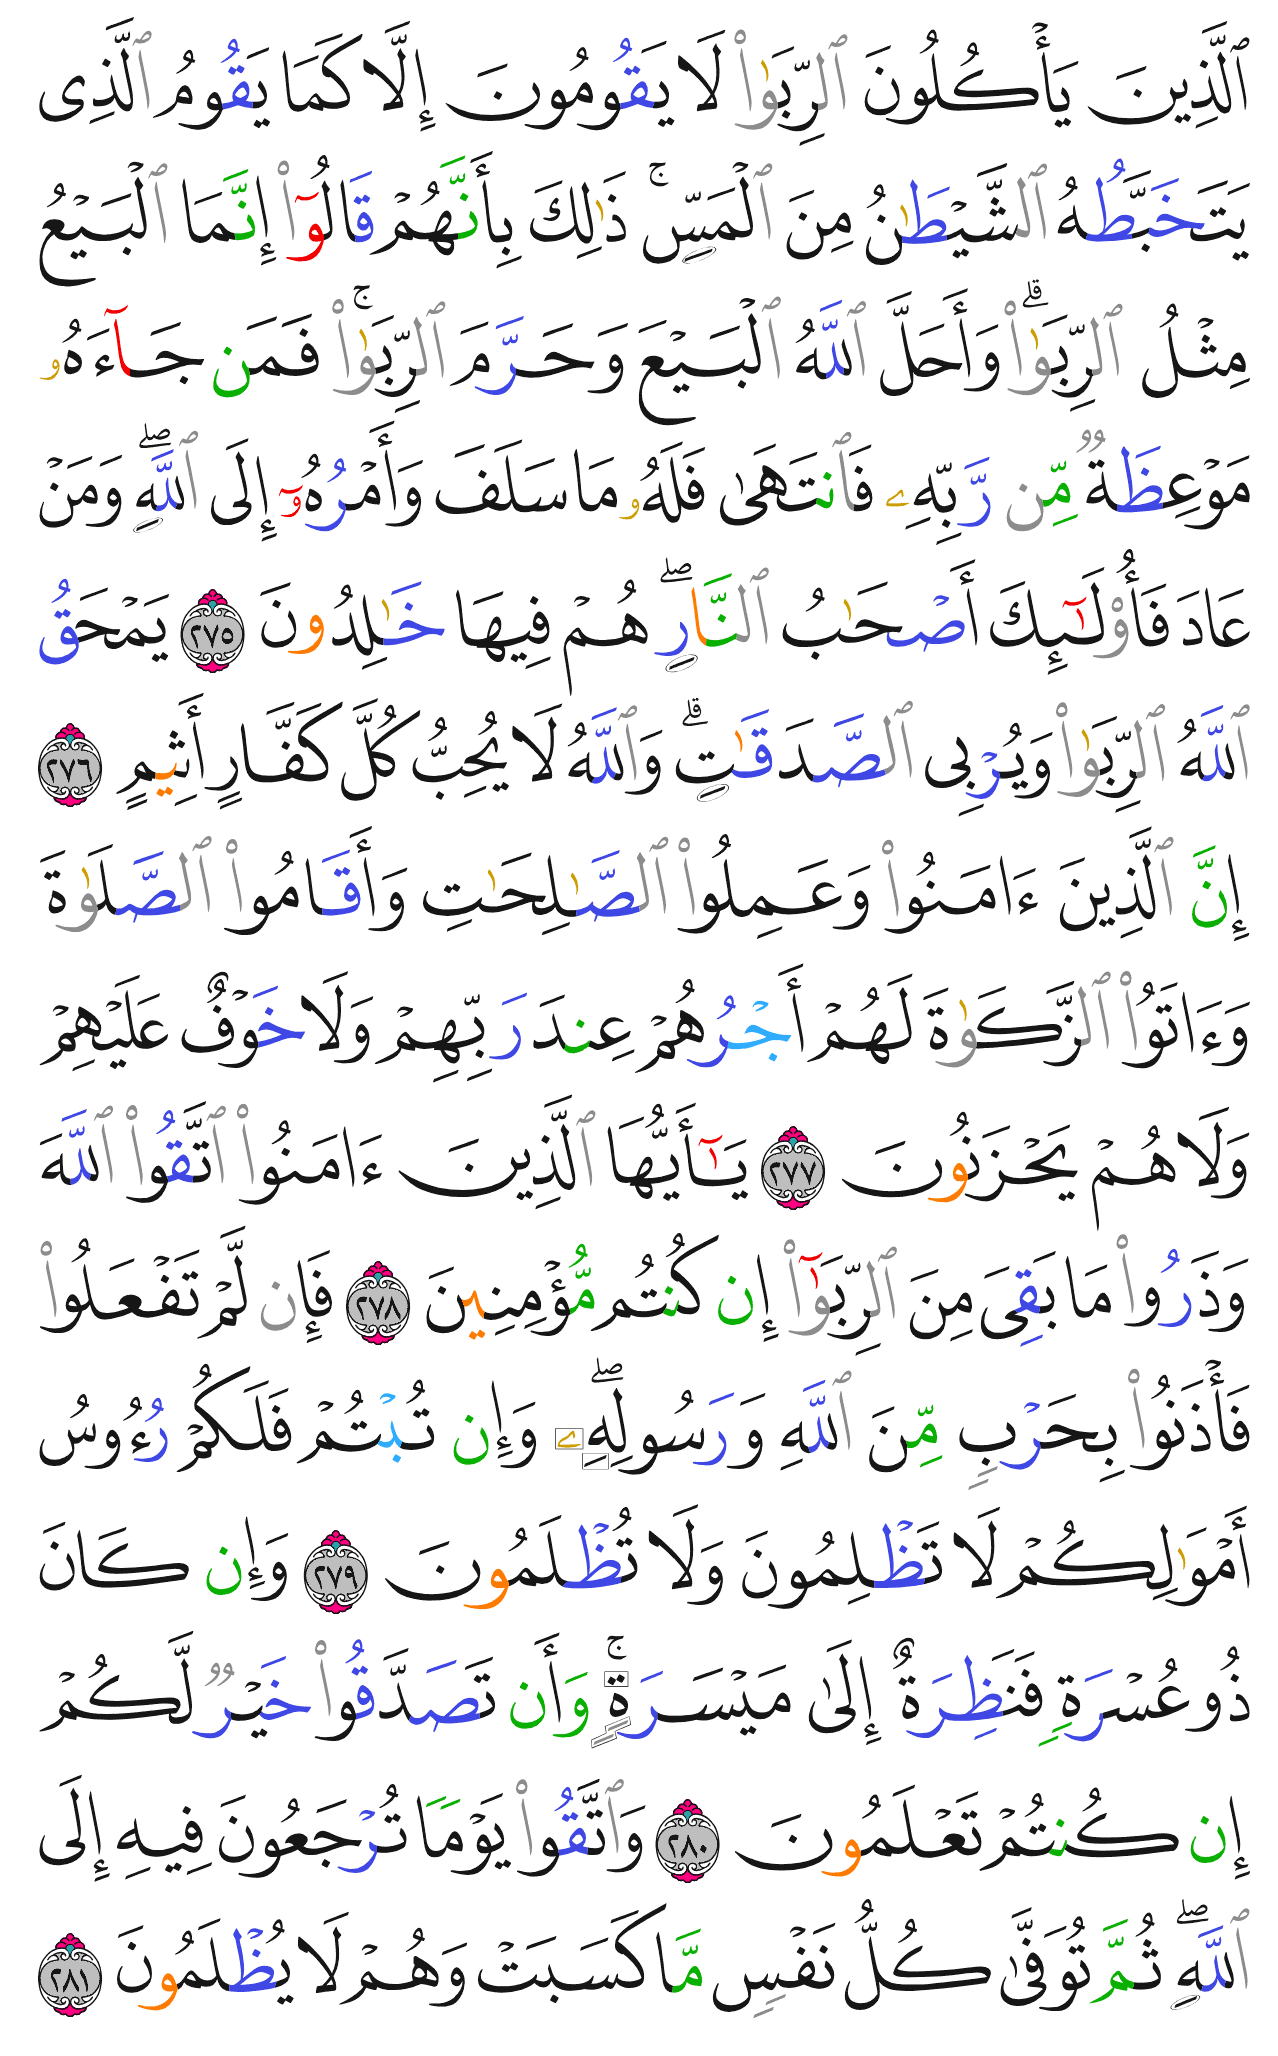 ٱلَّذِينَ يَأۡكُلُونَ ٱلرِّبَوٰاْ لَا يَقُومُونَ إِلَّا كَمَا يَقُومُ ٱلَّذِى
يَتَخَبَّطُهُ ٱلشَّيۡطَٰنُ مِنَ ٱلۡمَسِّۚ ذَٰلِكَ بِأَنَّهُمۡ قَالُوٓاْ إِنَّمَا ٱلۡبَيۡعُ
مِثۡلُ ٱلرِّبَوٰاْۗ وَأَحَلَّ ٱللَّهُ ٱلۡبَيۡعَ وَحَرَّمَ ٱلرِّبَوٰاْۚ فَمَن جَآءَهُۥ
مَوۡعِظَةٞ مِّن رَّبِّهِۦ فَٱنتَهَىٰ فَلَهُۥ مَا سَلَفَ وَأَمۡرُهُۥٓ إِلَى ٱللَّهِۖ وَمَنۡ
عَادَ فَأُوْلَـٰٓئِكَ أَصۡحَٰبُ ٱلنَّارِۖ هُمۡ فِيهَا خَٰلِدُونَ ٢٧٥ يَمۡحَقُ
ٱللَّهُ ٱلرِّبَوٰاْ وَيُرۡبِى ٱلصَّدَقَٰتِۗ وَٱللَّهُ لَا يُحِبُّ كُلَّ كَفَّارٍ أَثِيمٍ ٢٧٦
إِنَّ ٱلَّذِينَ ءَامَنُواْ وَعَمِلُواْ ٱلصَّٰلِحَٰتِ وَأَقَامُواْ ٱلصَّلَوٰةَ
وَءَاتَوُاْ ٱلزَّكَوٰةَ لَهُمۡ أَجۡرُهُمۡ عِندَ رَبِّهِمۡ وَلَا خَوۡفٌ عَلَيۡهِمۡ
وَلَا هُمۡ يَحۡزَنُونَ ٢٧٧ يَـٰٓأَيُّهَا ٱلَّذِينَ ءَامَنُواْ ٱتَّقُواْ ٱللَّهَ
وَذَرُواْ مَا بَقِىَ مِنَ ٱلرِّبَوٰٓاْ إِن كُنتُم مُّؤۡمِنِينَ ٢٧٨ فَإِن لَّمۡ تَفۡعَلُواْ
فَأۡذَنُواْ بِحَرۡبٖ مِّنَ ٱللَّهِ وَرَسُولِهِۦۖ وَإِن تُبۡتُمۡ فَلَكُمۡ رُءُوسُ
أَمۡوَٰلِكُمۡ لَا تَظۡلِمُونَ وَلَا تُظۡلَمُونَ ٢٧٩ وَإِن كَانَ
ذُو عُسۡرَةٖ فَنَظِرَةٌ إِلَىٰ مَيۡسَرَةٖۚ وَأَن تَصَدَّقُواْ خَيۡرٞ لَّكُمۡ
إِن كُنتُمۡ تَعۡلَمُونَ ٢٨٠ وَٱتَّقُواْ يَوۡمٗا تُرۡجَعُونَ فِيهِ إِلَى
ٱللَّهِۖ ثُمَّ تُوَفَّىٰ كُلُّ نَفۡسٖ مَّا كَسَبَتۡ وَهُمۡ لَا يُظۡلَمُونَ ٢٨١